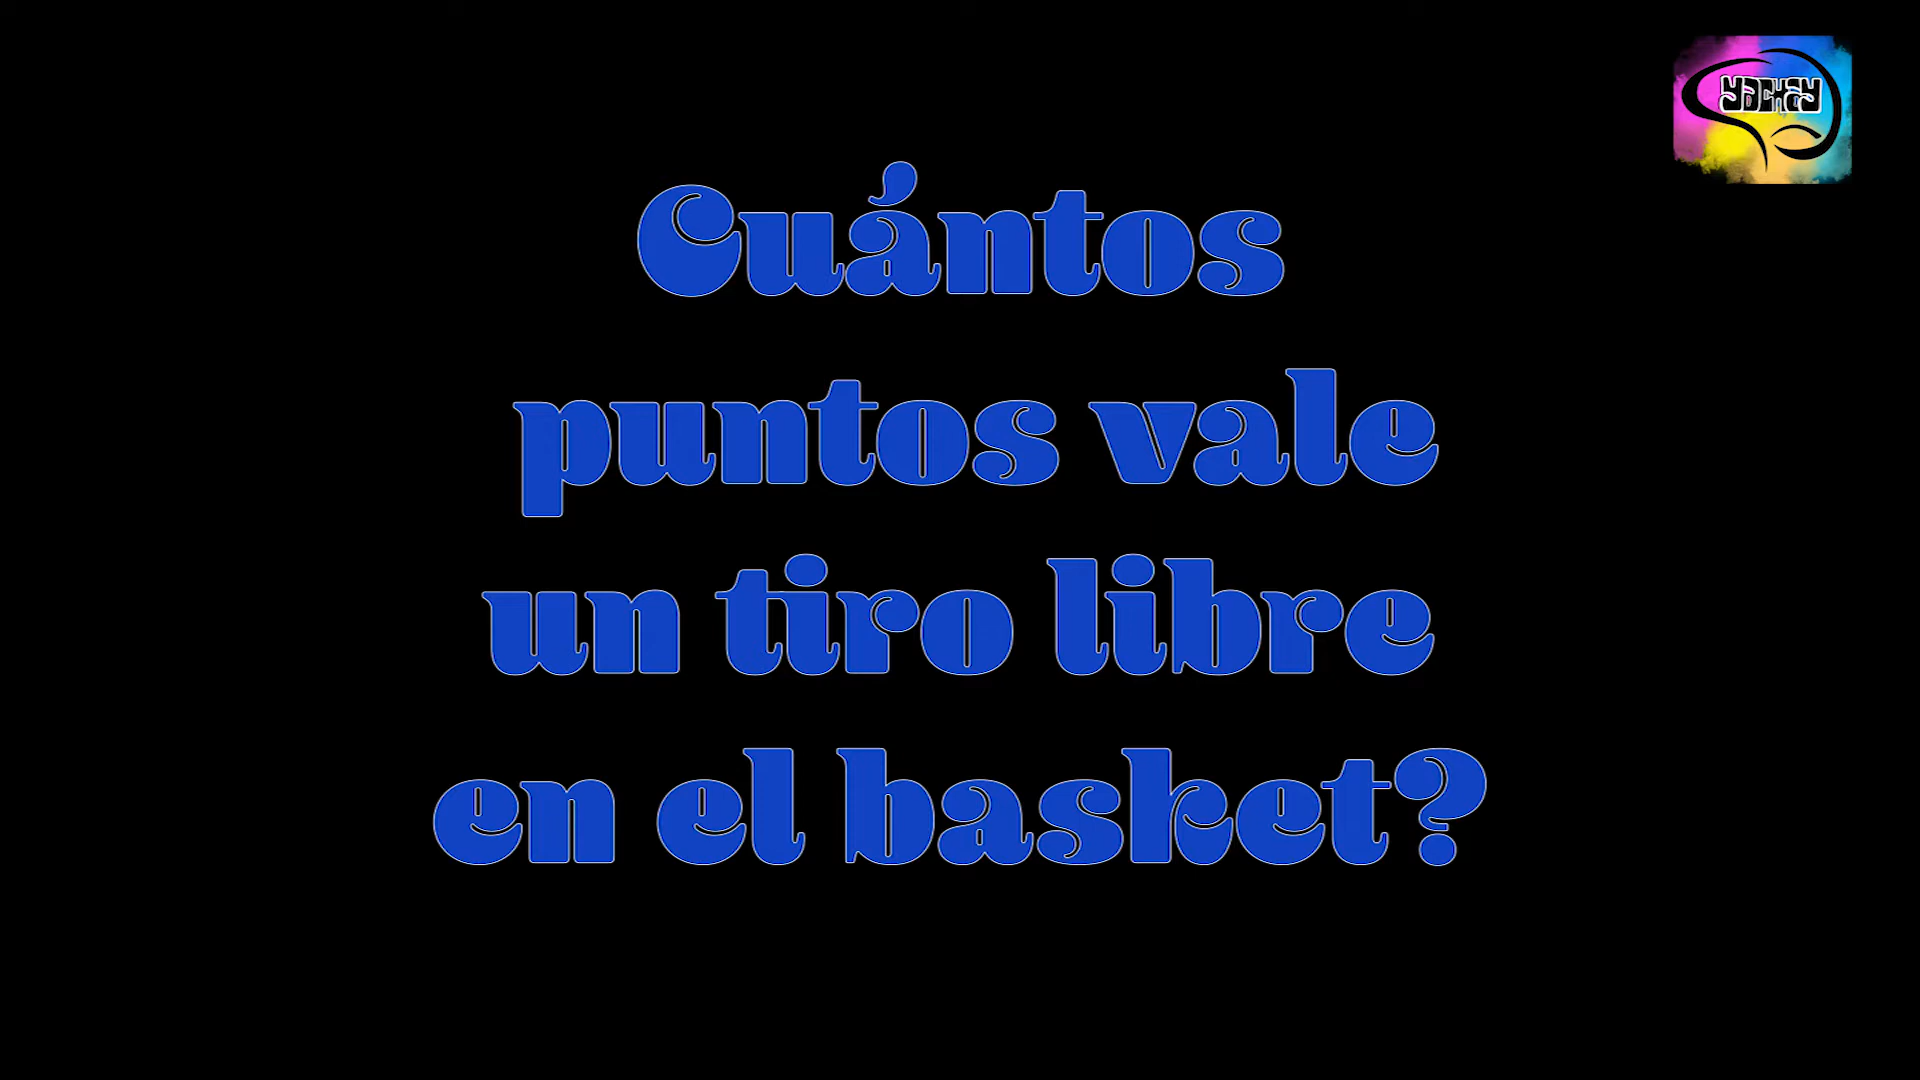 Cuántos
puntos vale
un tiro libre
en el basket?